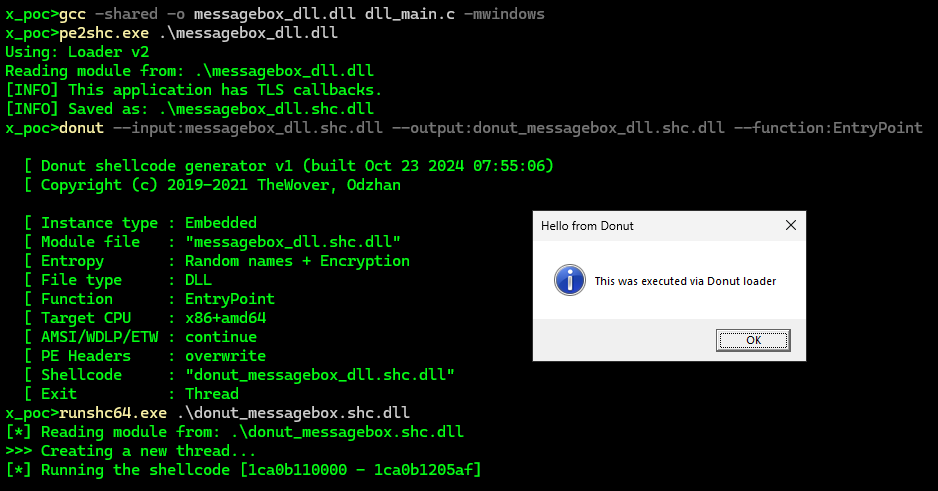 x_poc>gcc -shared -o messagebox_dll.dll dll_main.c -mwindows
x_poc>pe2shc.exe .\messagebox_dll.dll
Using: Loader v2
Reading module from: .\messagebox_dll.dll
[INFO] This application has TLS callbacks.
[INFO] Saved as: .\messagebox_dll.shc.dll
x_poc>donut --input:messagebox_dll.shc.dll --output:donut_messagebox_dll.shc.dll --function:EntryPoint
[ Donut shellcode generator v1 (built Oct 23 2024 07:55:06)
[ Copyright (c) 2019-2021 TheWover, Odzhan
[ Instance type : Embedded
[ Module file   : "messagebox_dll.shc.dll"
[ Entropy       : Random names + Encryption
[ File type     : DLL
[ Function      : EntryPoint
[ Target CPU    : x86+amd64
[ AMSI/WDLP/ETW : continue
[ PE Headers    : overwrite
[ Shellcode     : "donut_messagebox_dll.shc.dll"
[ Exit          : Thread
x_poc>runshc64.exe .\donut_messagebox.shc.dll
[*] Reading module from: .\donut_messagebox.shc.dll
>>> Creating a new thread...
[*] Running the shellcode [1ca0b110000 - 1ca0b1205af]
Hello from Donut
This was executed via Donut loader
OK